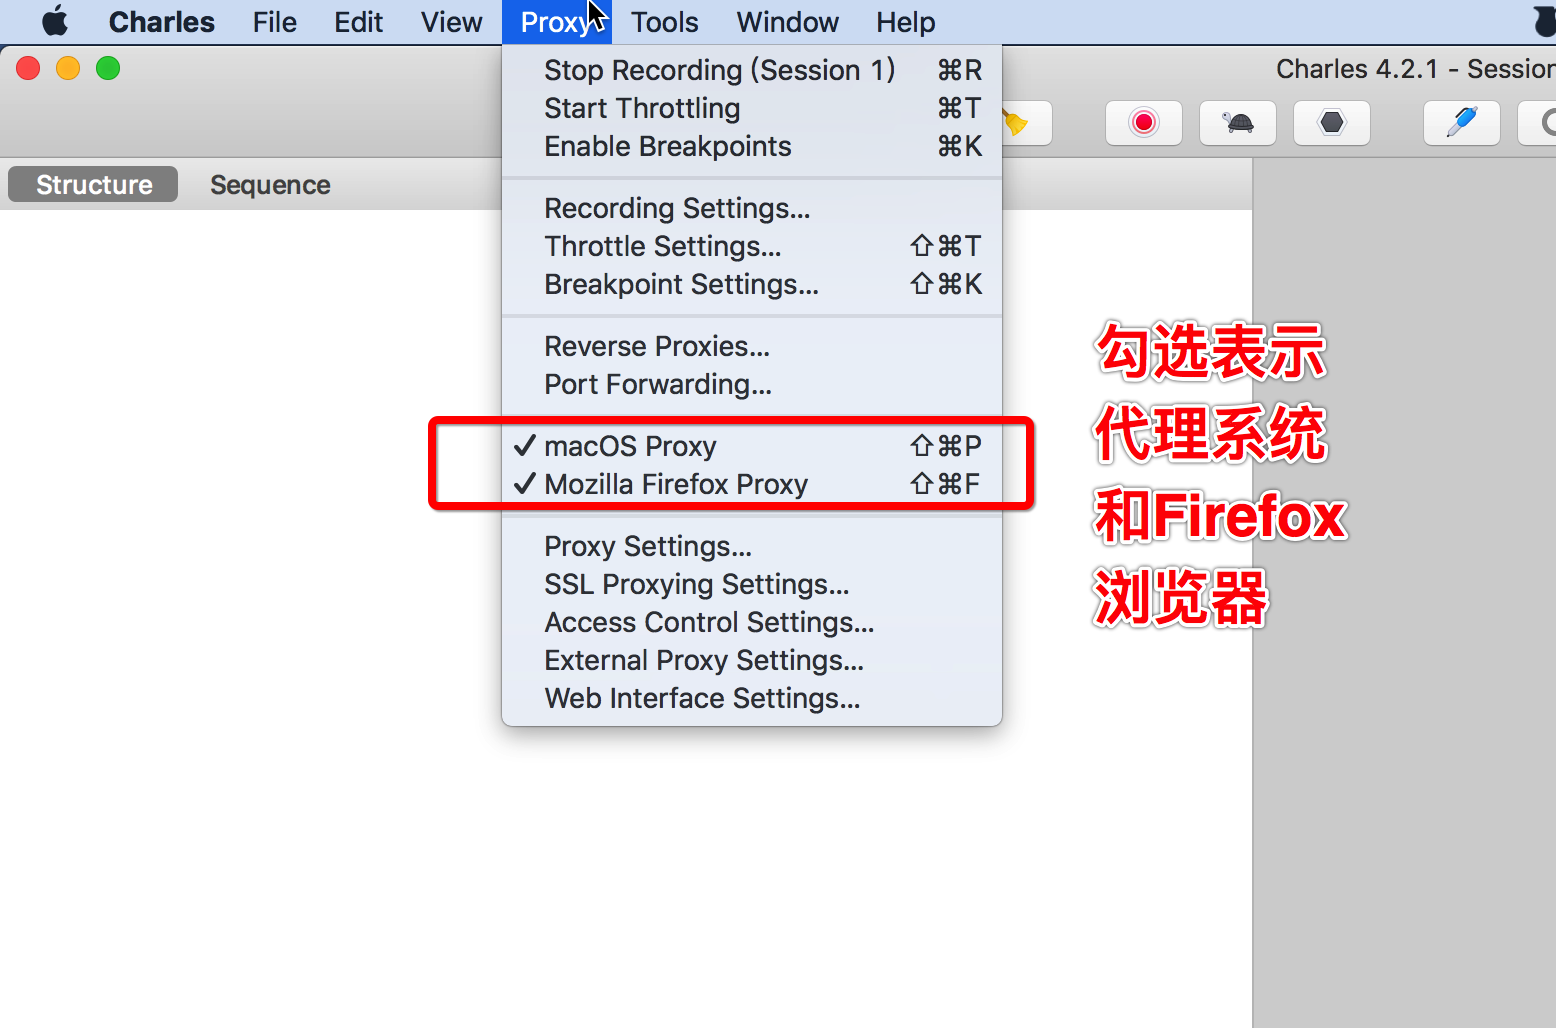 Charles File Edit View Proxy Tools Window Help
Charles 4.2.1 - Session
Structure Sequence
Stop Recording (Session 1) ⌘R
Start Throttling ⌘T
Enable Breakpoints ⌘K
Recording Settings...
Throttle Settings... ⇧⌘T
Breakpoint Settings... ⇧⌘K
Reverse Proxies...
Port Forwarding...
✓ macOS Proxy ⇧⌘P
✓ Mozilla Firefox Proxy ⇧⌘F
Proxy Settings...
SSL Proxying Settings...
Access Control Settings...
External Proxy Settings...
Web Interface Settings...
勾选表示
代理系统
和Firefox
浏览器